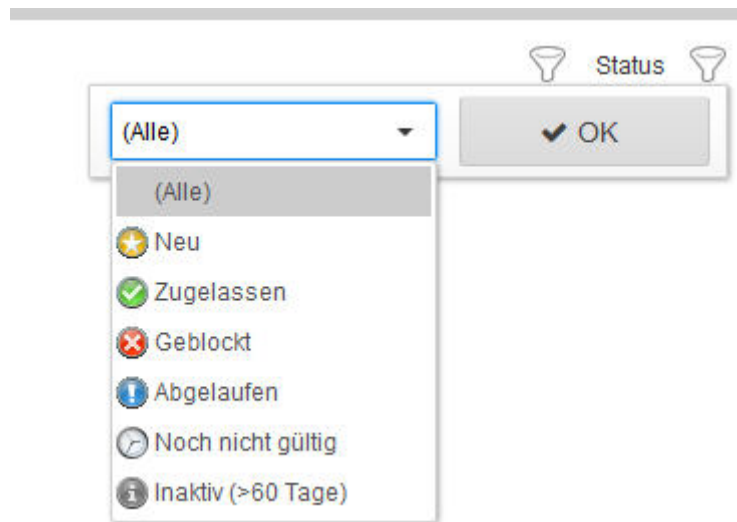 Status
(Alle)
OK
(Alle)
Neu
Zugelassen
Geblockt
Abgelaufen
Noch nicht gültig
Inaktiv (>60 Tage)